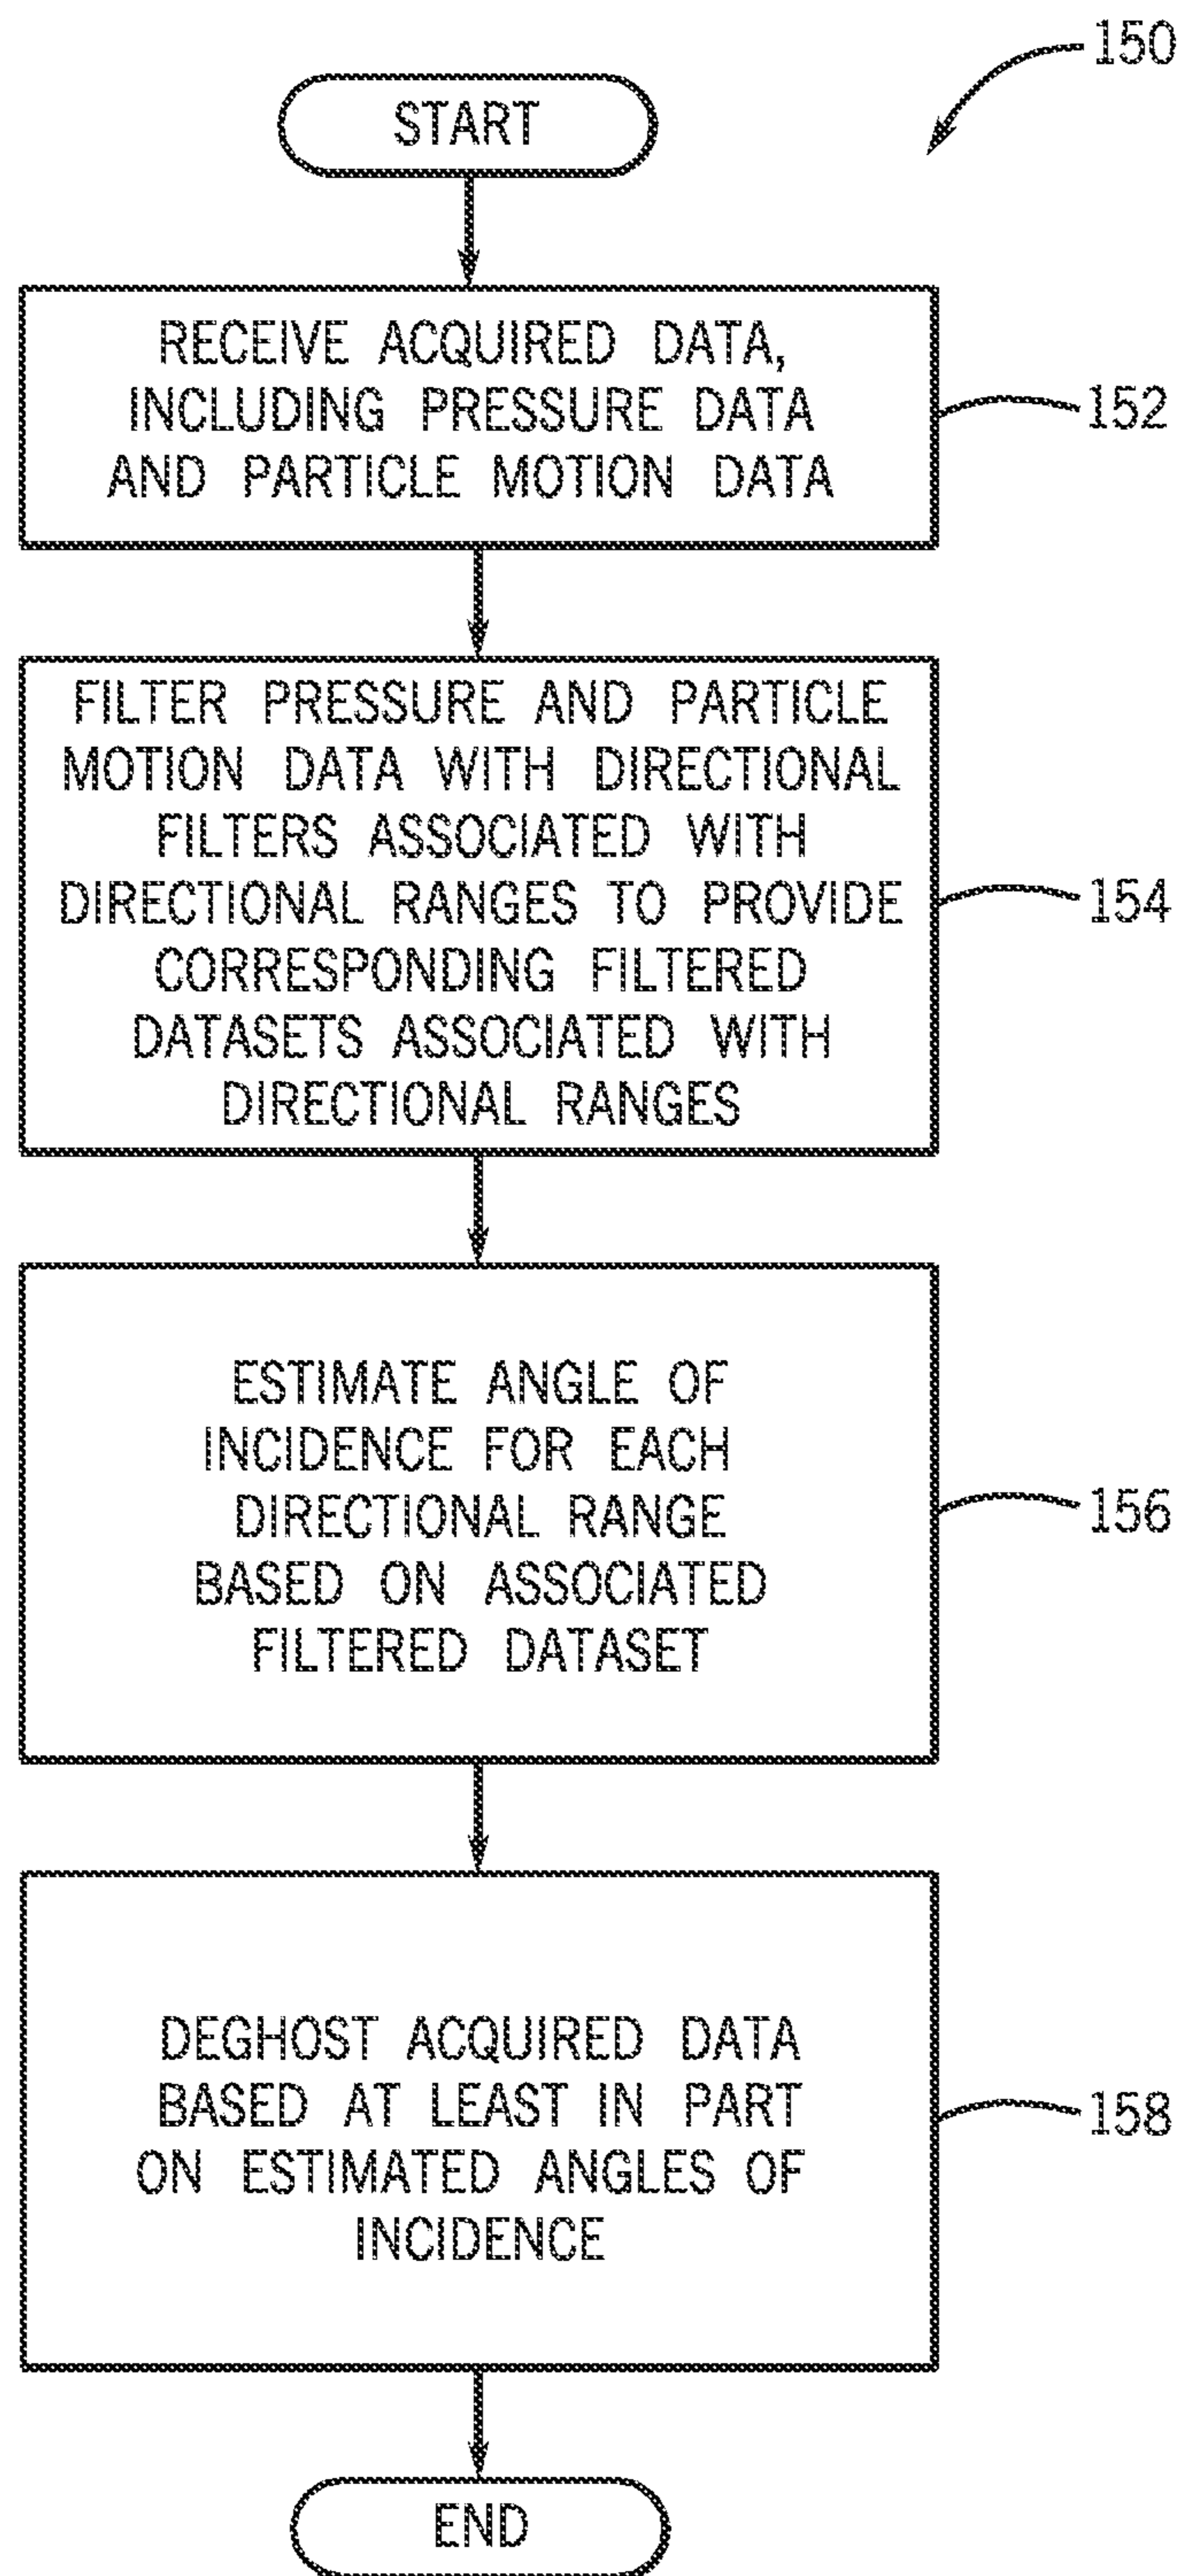 150
START
RECEIVE ACQUIRED DATA,
INCLUDING PRESSURE DATA
AND PARTICLE MOTION DATA
152
FILTER PRESSURE AND PARTICLE
MOTION DATA WITH DIRECTIONAL
FILTERS ASSOCIATED WITH
DIRECTIONAL RANGES TO PROVIDE
CORRESPONDING FILTERED
DATASETS ASSOCIATED WITH
DIRECTIONAL RANGES
154
ESTIMATE ANGLE OF
INCIDENCE FOR EACH
DIRECTIONAL RANGE
BASED ON ASSOCIATED
FILTERED DATASET
156
DEGHOST ACQUIRED DATA
BASED AT LEAST IN PART
ON ESTIMATED ANGLES OF
INCIDENCE
158
END